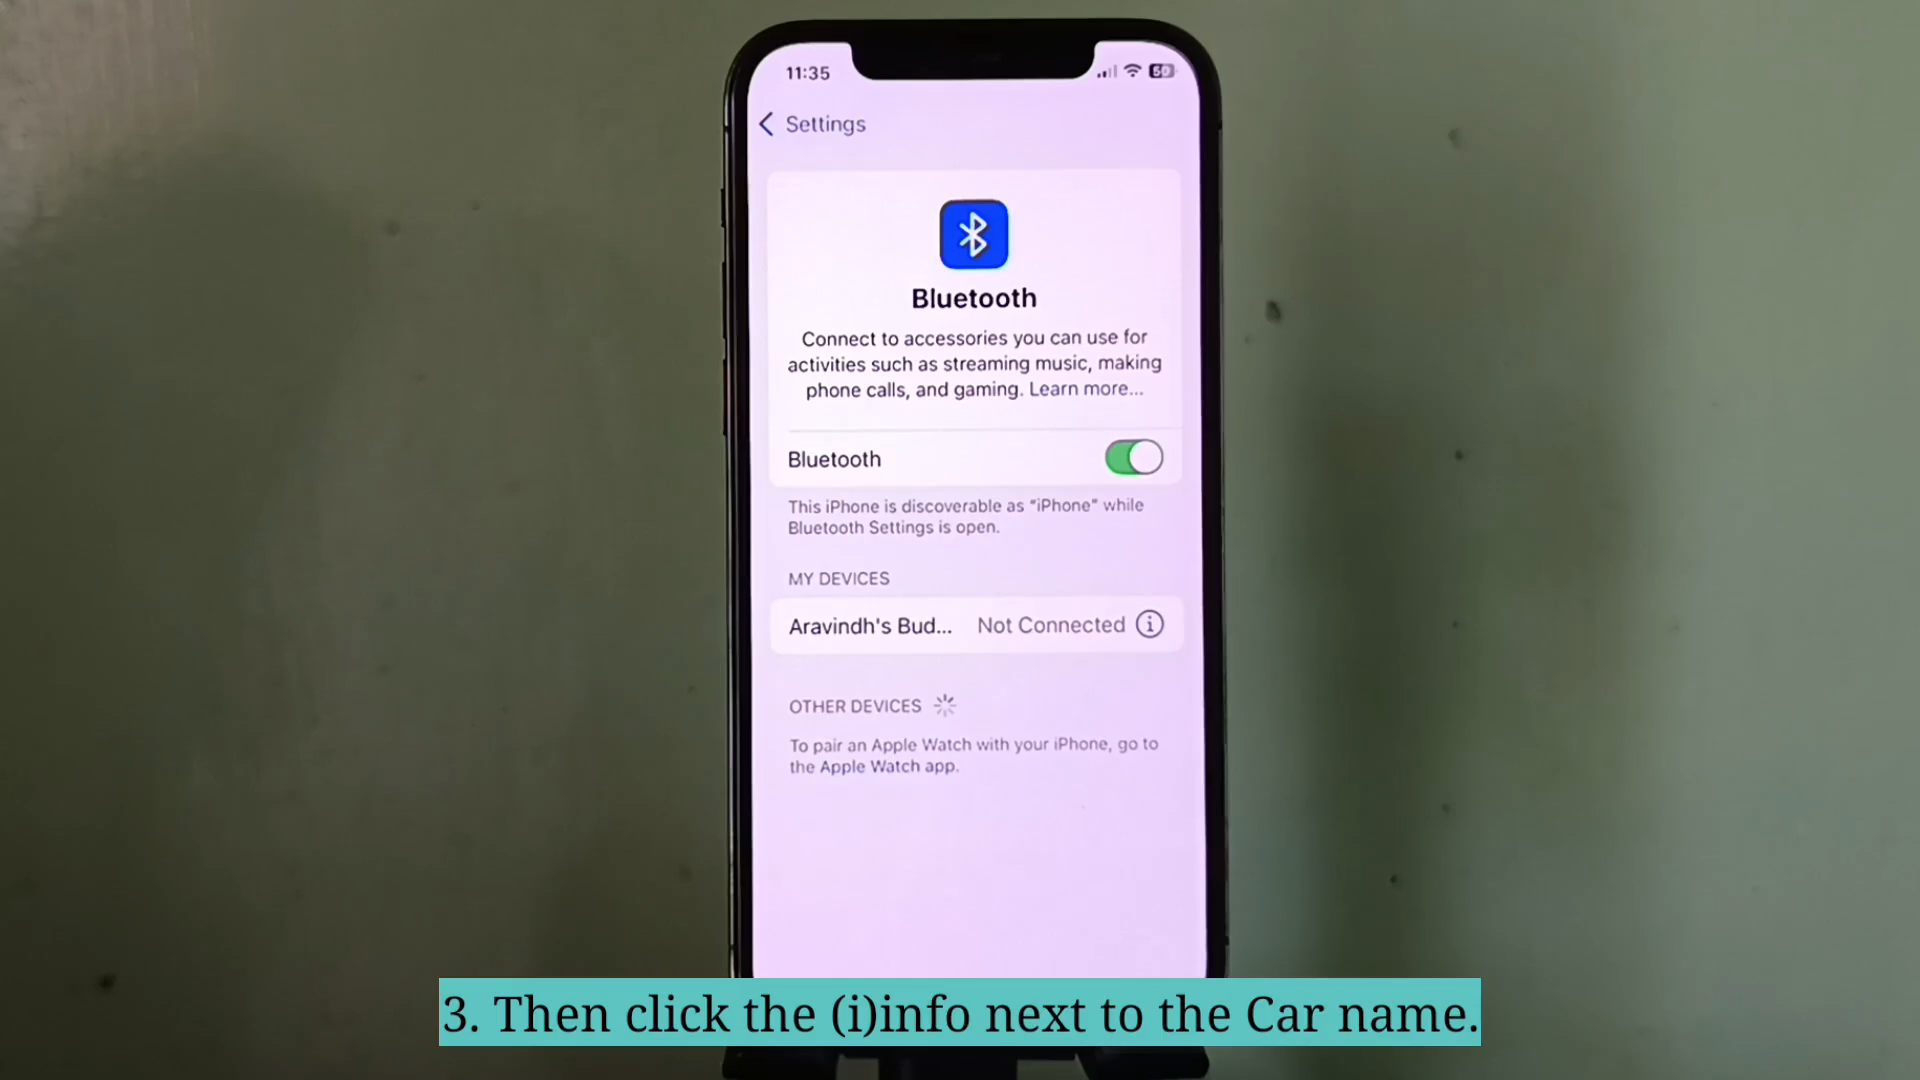 11:35
50
Settings
Bluetooth
Connect to accessories you can use for
activities such as streaming music, making
phone calls, and gaming. Learn more...
Bluetooth
This iPhone is discoverable as "iPhone" while
Bluetooth Settings is open.
MY DEVICES
Aravindh's Bud... Not Connected
OTHER DEVICES
To pair an Apple Watch with your iPhone, go to
the Apple Watch app.
3. Then click the (i)info next to the Car name.